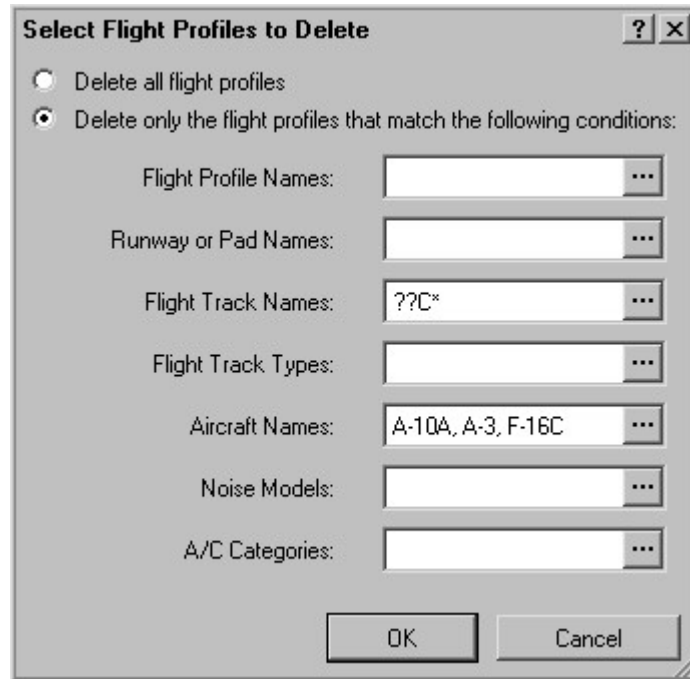 Select Flight Profiles to Delete ? ×
Delete all flight profiles
Delete only the flight profiles that match the following conditions:
Flight Profile Names: ...
Runway or Pad Names: ...
Flight Track Names: ??C* ...
Flight Track Types: ...
Aircraft Names: A-10A, A-3, F-16C ...
Noise Models: ...
A/C Categories: ...
OK Cancel